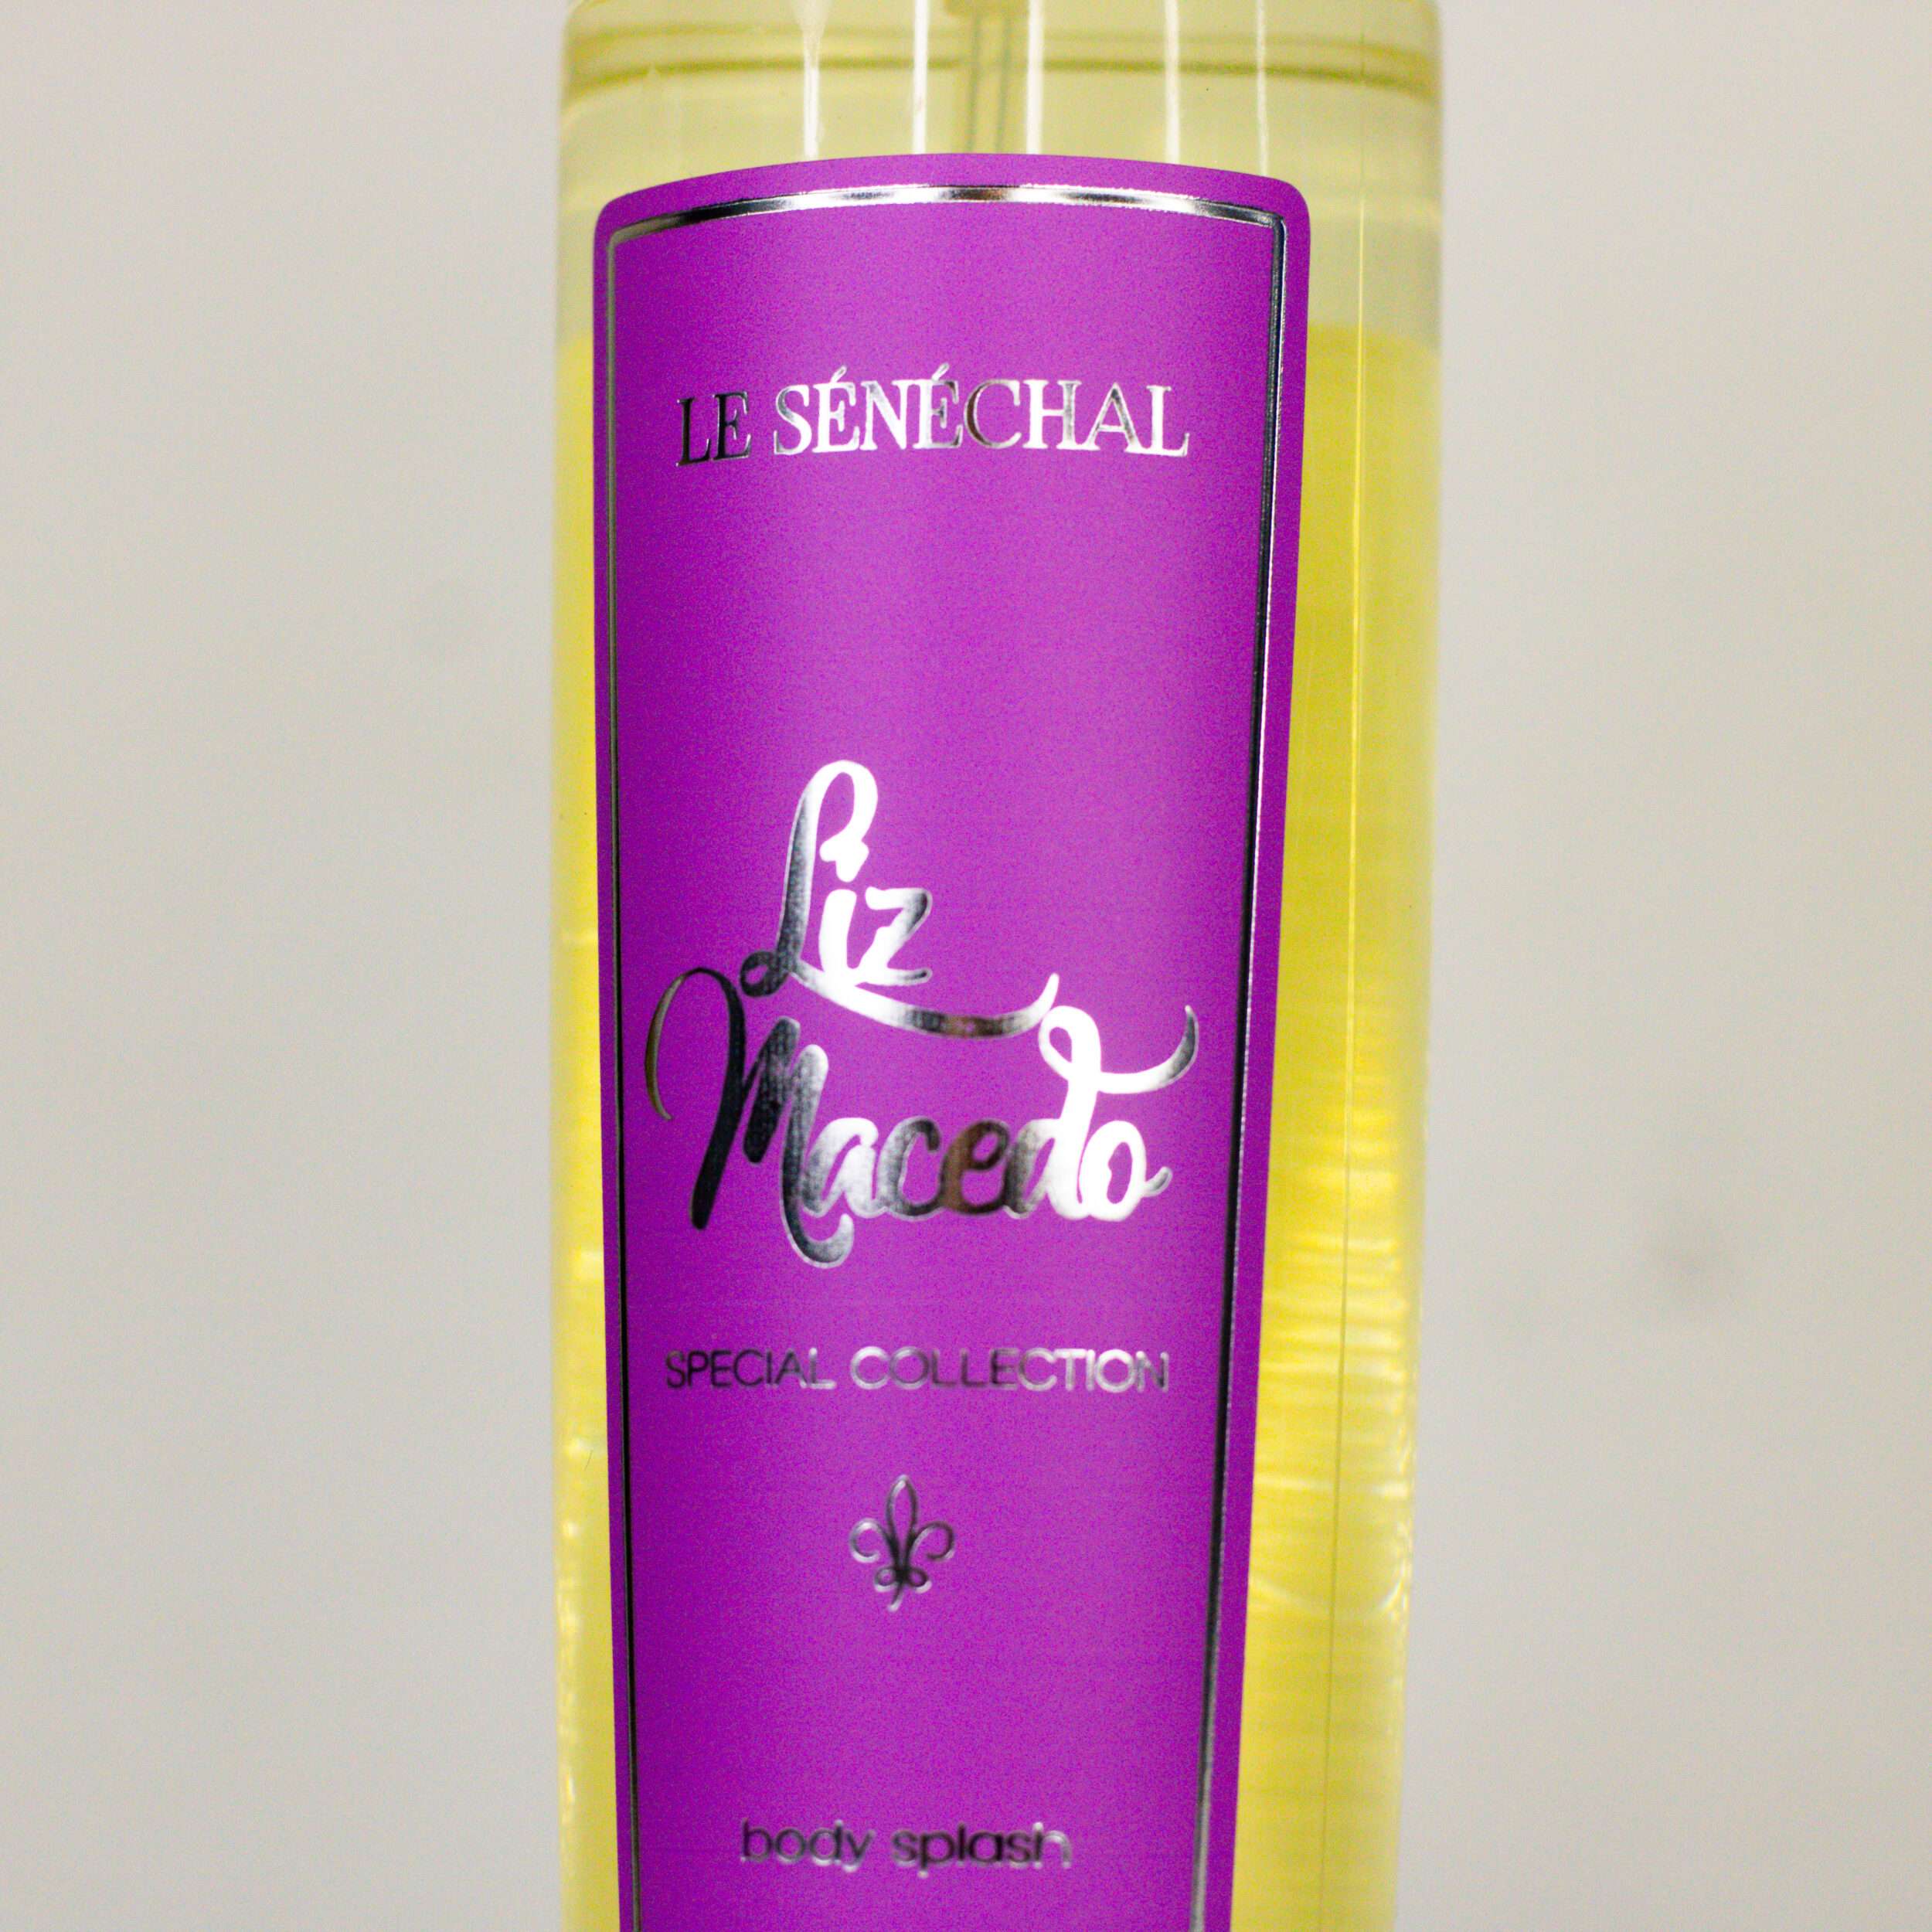 LE SÉNÉCHAL
Liz
Macedo
SPECIAL COLLECTION
body splash